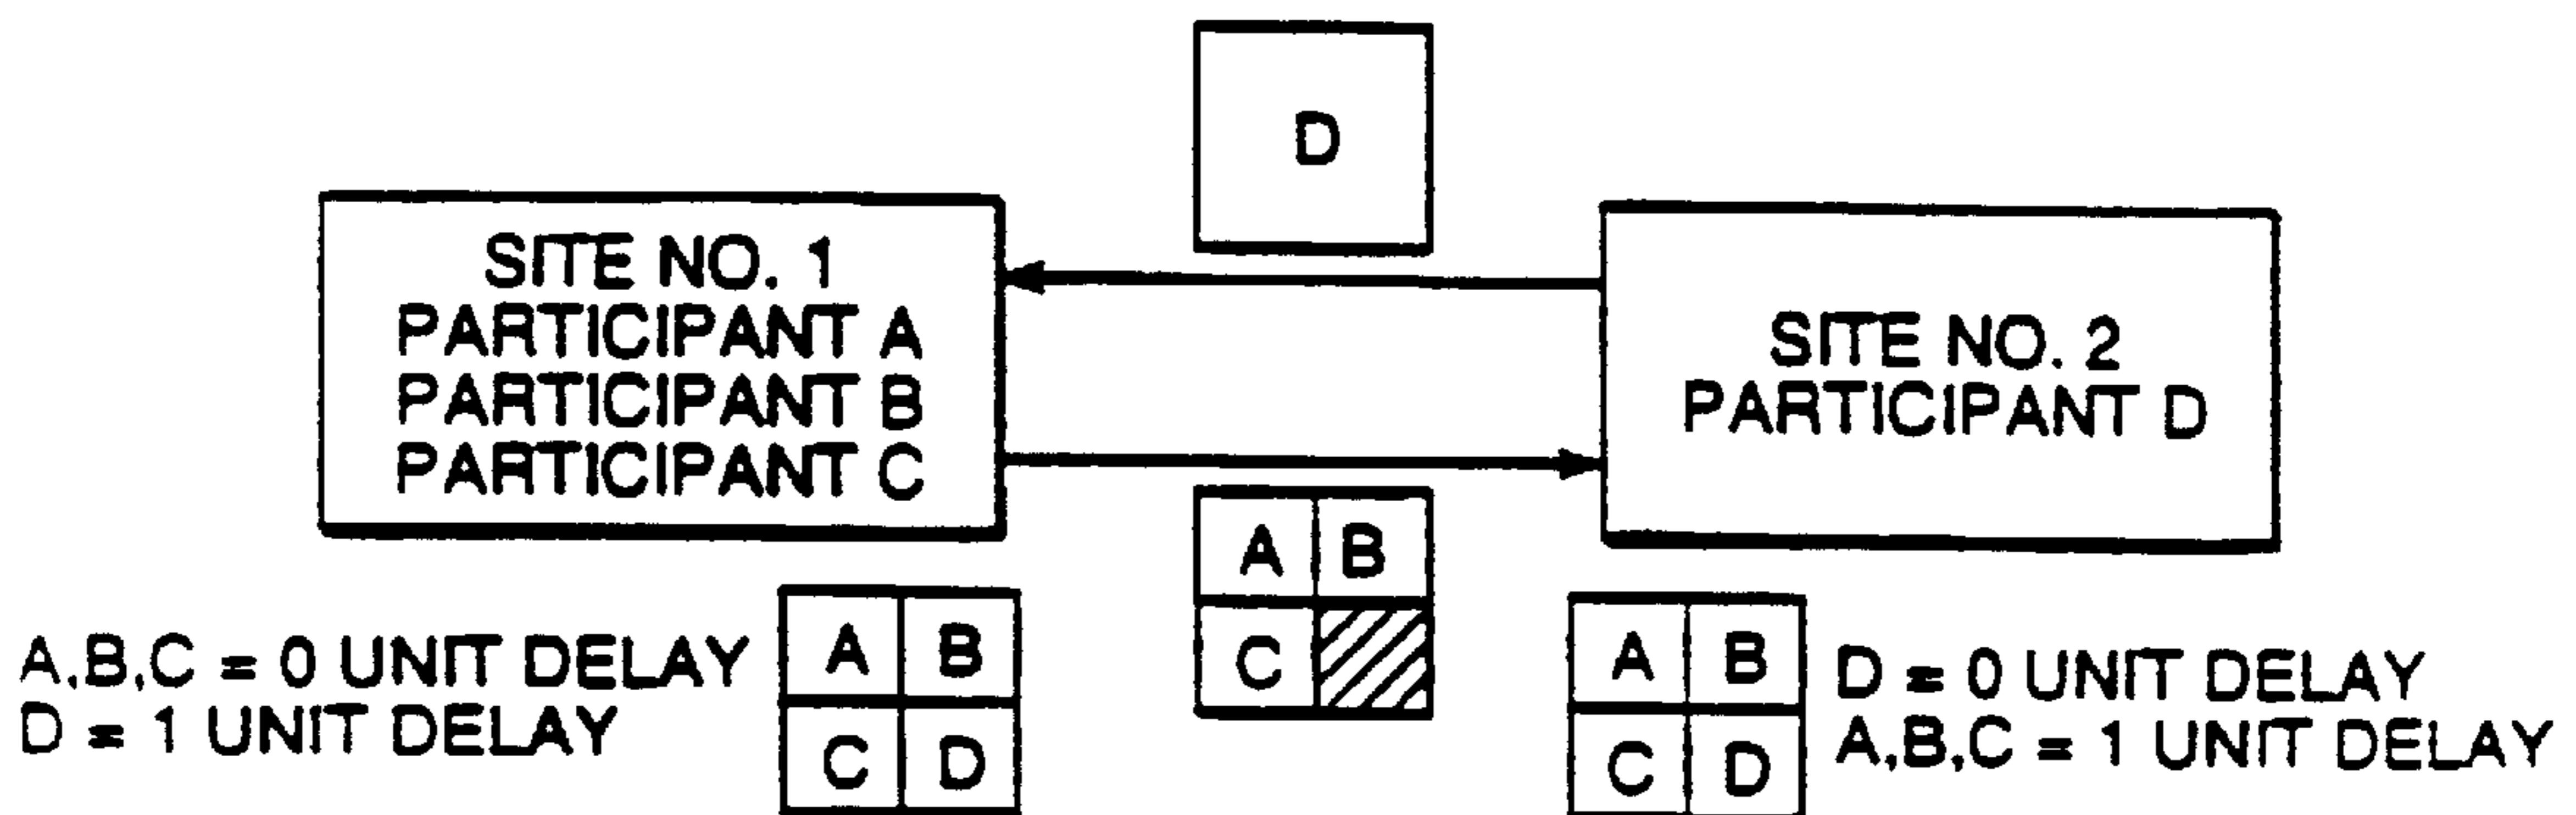 D
SITE NO. 1
PARTICIPANT A
PARTICIPANT B
PARTICIPANT C
SITE NO. 2
PARTICIPANT D
A B
C
A,B,C = 0 UNIT DELAY
D = 1 UNIT DELAY
A B
C D
A B
C D
D = 0 UNIT DELAY
A,B,C = 1 UNIT DELAY